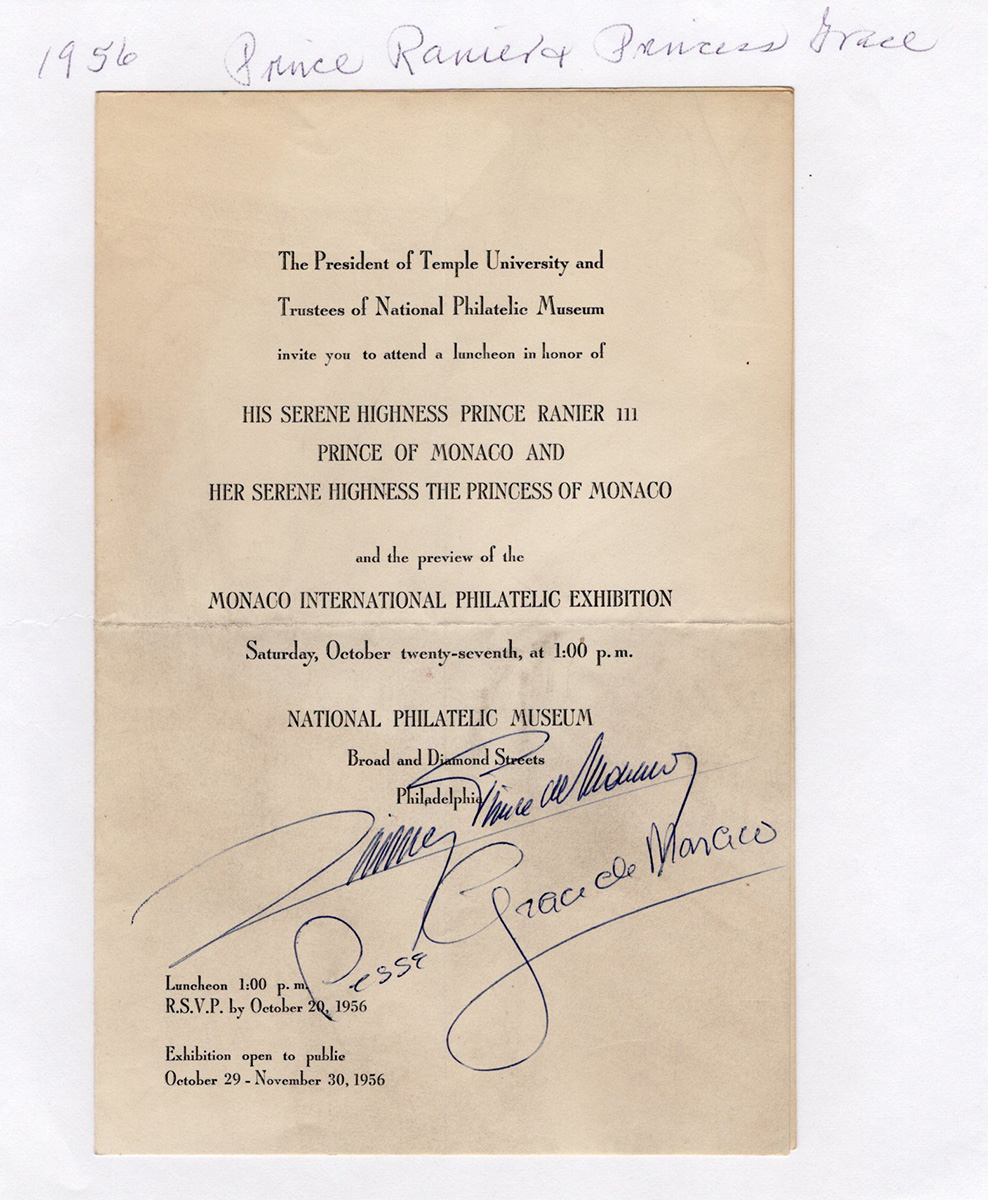 1956 Prince Ranier & Princess Grace
The President of Temple University and
Trustees of National Philatelic Museum
invite you to attend a luncheon in honor of
HIS SERENE HIGHNESS PRINCE RANIER 111
PRINCE OF MONACO AND
HER SERENE HIGHNESS THE PRINCESS OF MONACO
and the preview of the
MONACO INTERNATIONAL PHILATELIC EXHIBITION
Saturday, October twenty-seventh, at 1:00 p.m.
NATIONAL PHILATELIC MUSEUM
Broad and Diamond Streets
Philadelphia
Prince de Monaco
Pesse Grace de Monaco
Luncheon 1:00 p.m.
R.S.V.P. by October 20, 1956
Exhibition open to public
October 29 - November 30, 1956